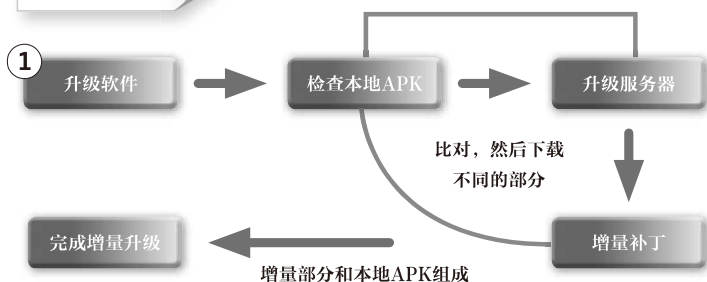 1
升级软件
检查本地APK
升级服务器
比对，然后下载
不同的部分
完成增量升级
增量补丁
增量部分和本地APK组成